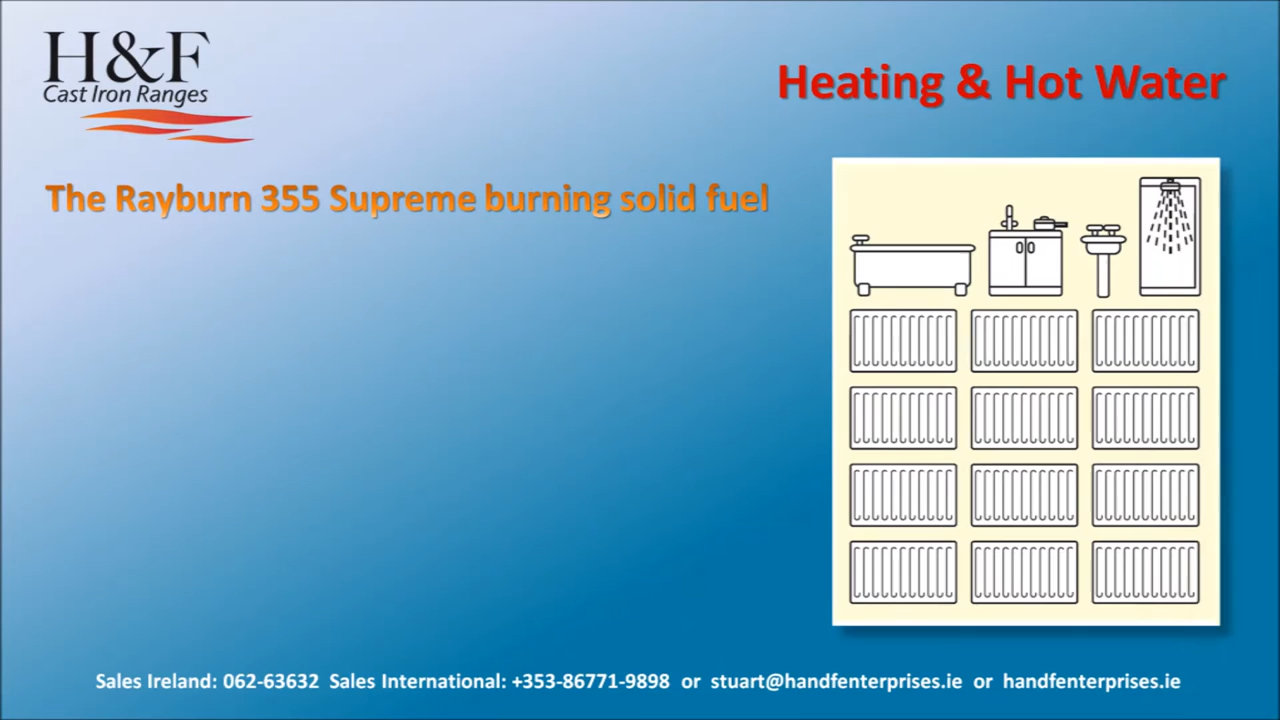 H&F
Cast Iron Ranges
Heating & Hot Water
The Rayburn 355 Supreme burning solid fuel
Sales Ireland: 062-63632 Sales International: +353-86771-9898 or stuart@handfenterprises.ie or handfenterprises.ie